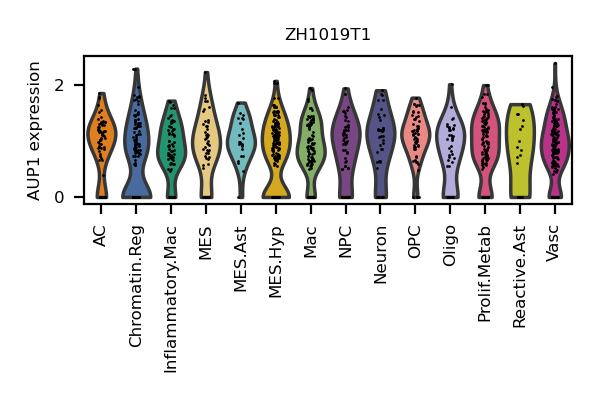 ZH1019T1
AUP1 expression
2
0
AC
Chromatin.Reg
Inflammatory.Mac
MES
MES.Ast
MES.Hyp
Mac
NPC
Neuron
OPC
Oligo
Prolif.Metab
Reactive.Ast
Vasc